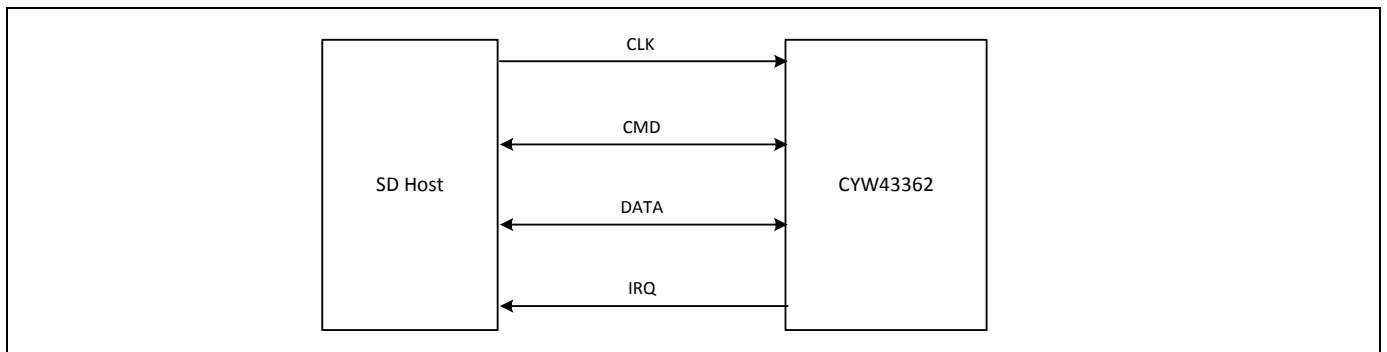 CLK
CMD
SD Host
CYW43362
DATA
IRQ